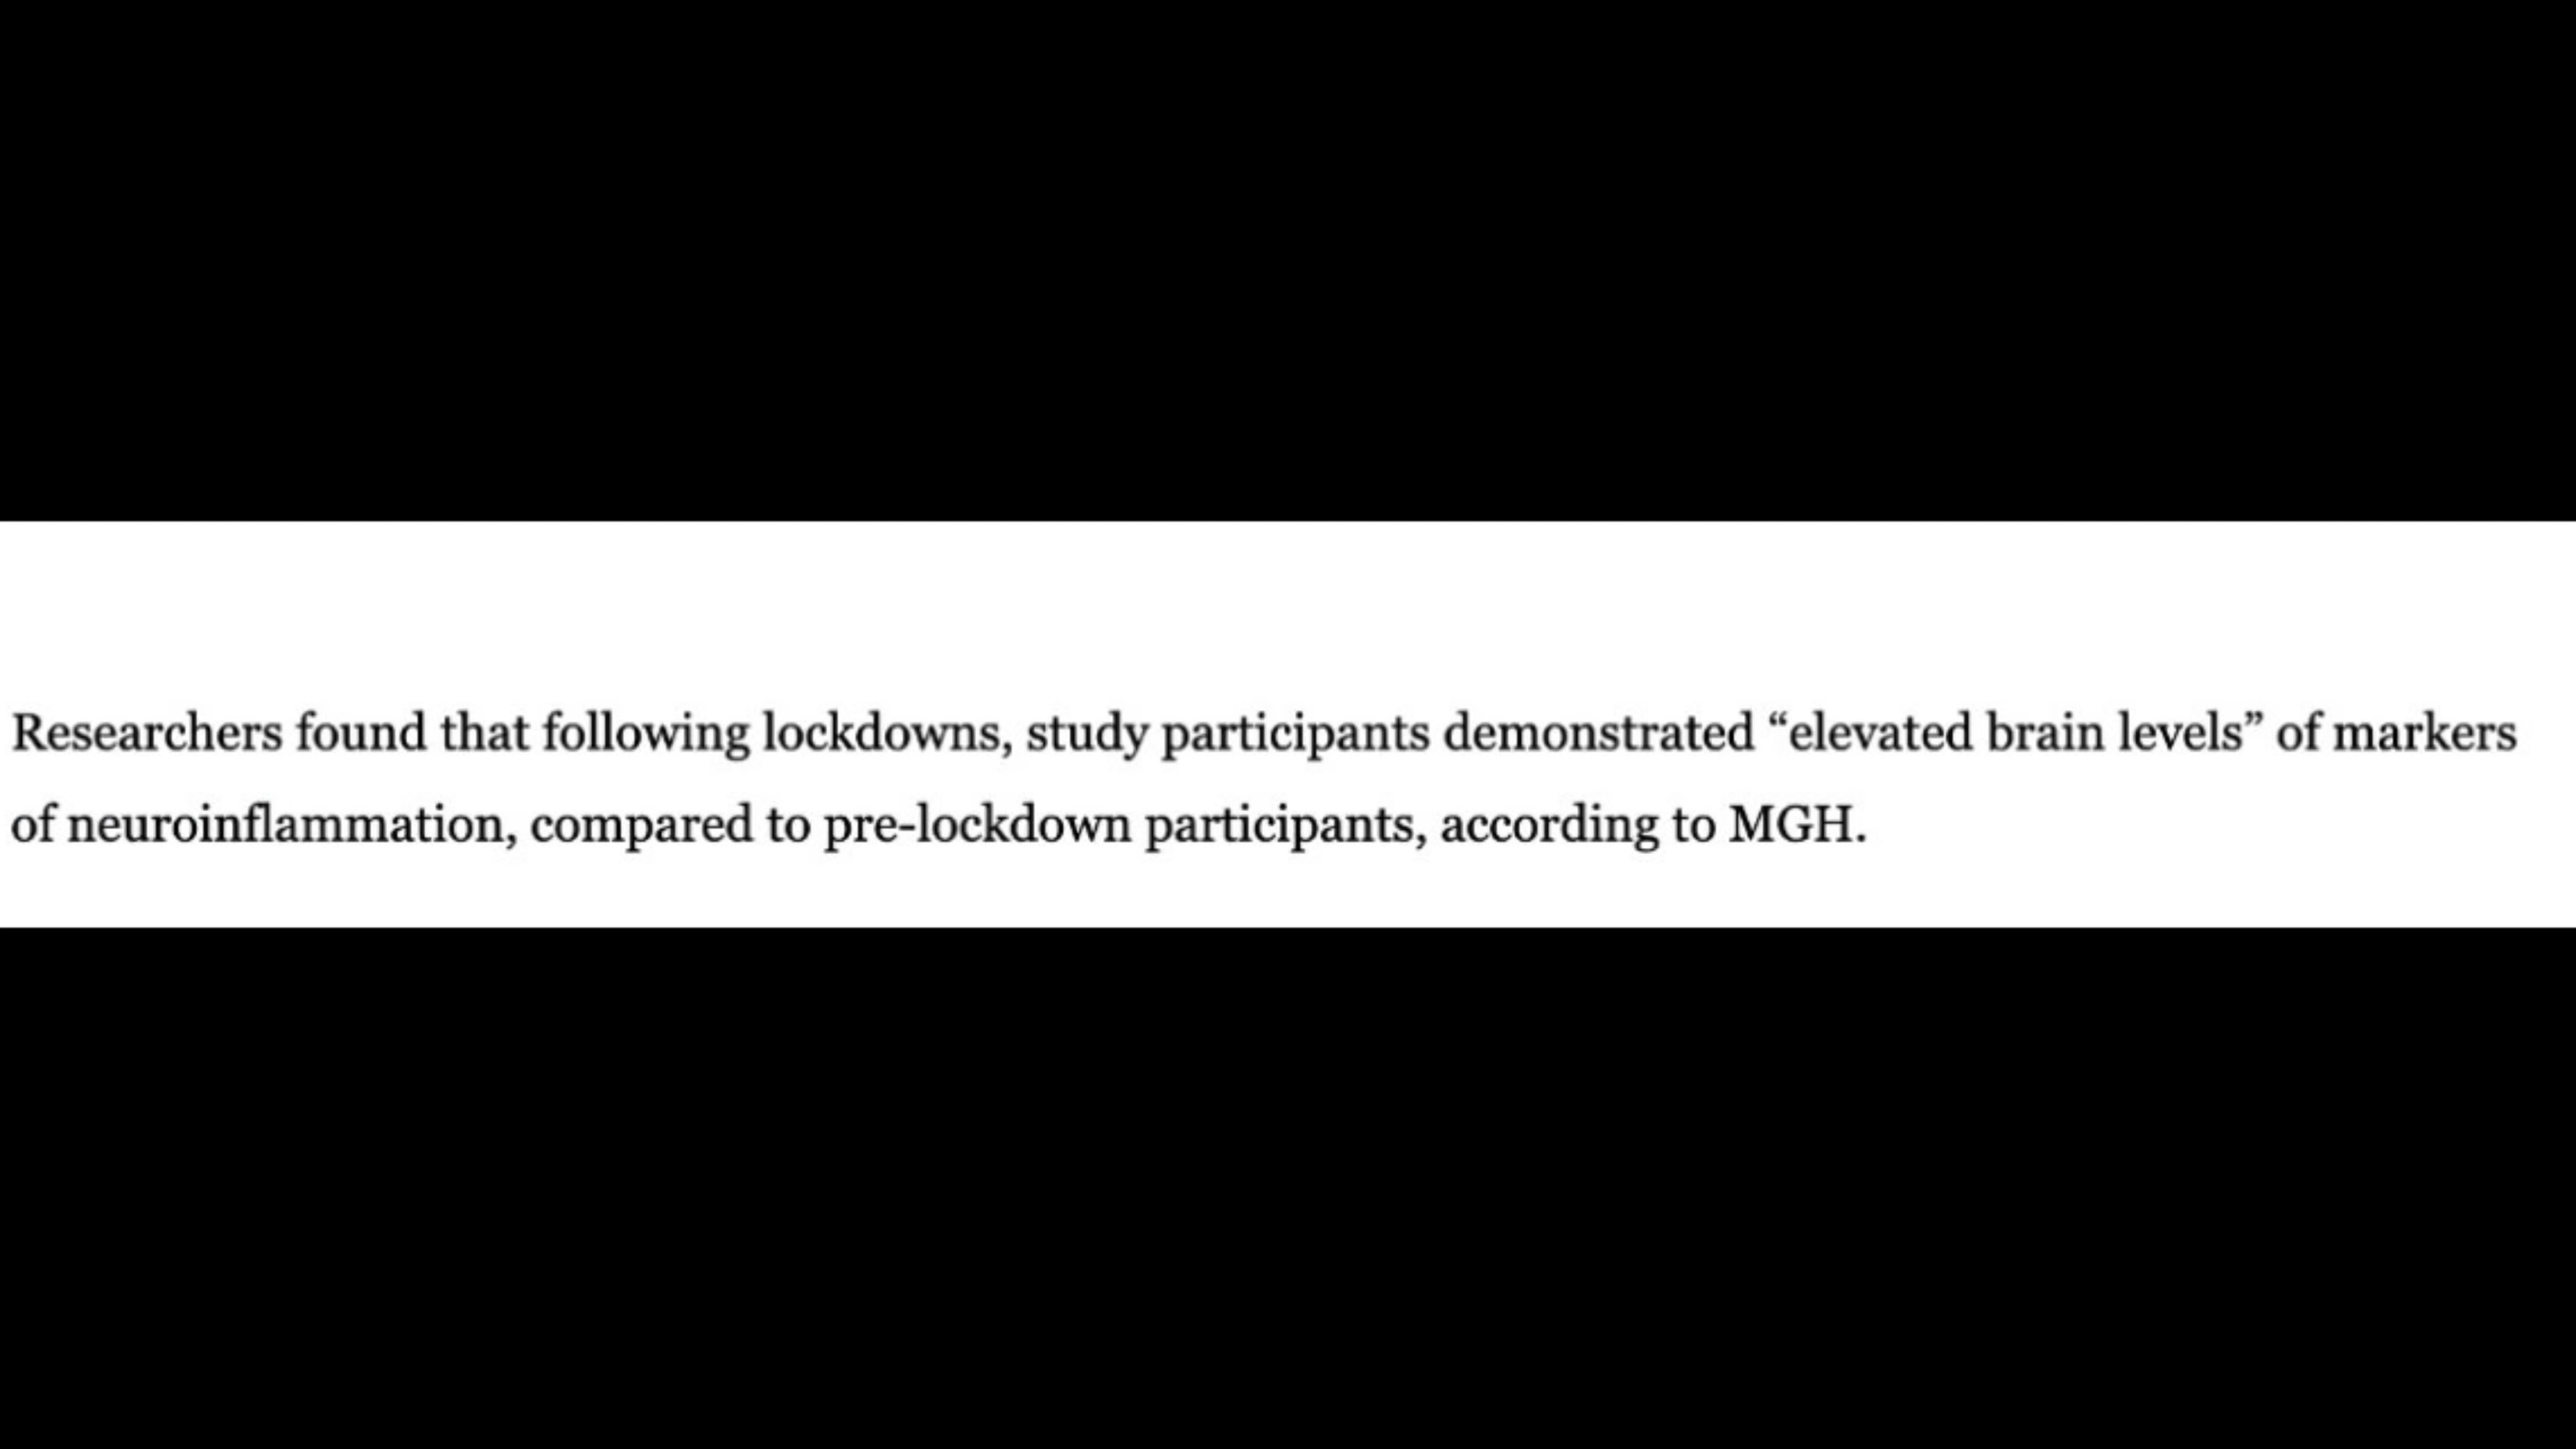 Researchers found that following lockdowns, study participants demonstrated “elevated brain levels” of markers
of neuroinflammation, compared to pre-lockdown participants, according to MGH.